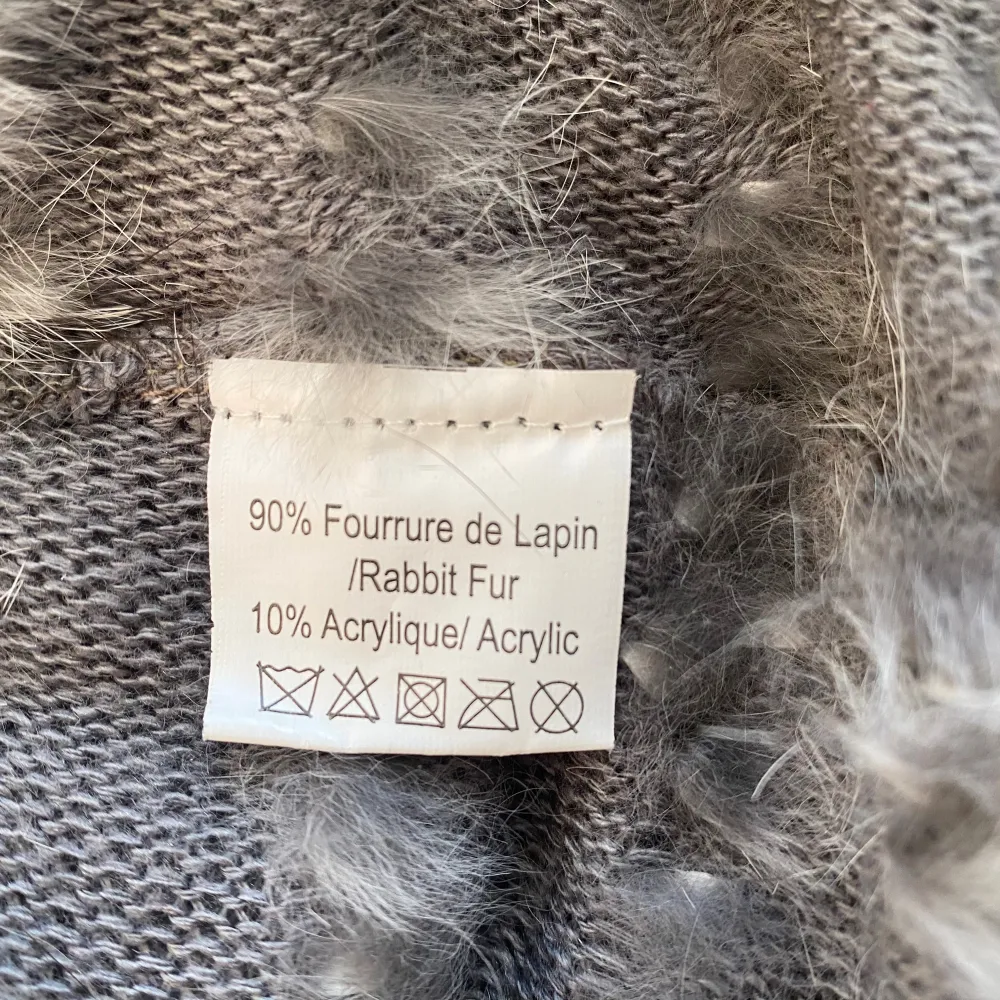 90% Fourrure de Lapin
/Rabbit Fur
10% Acrylique/ Acrylic